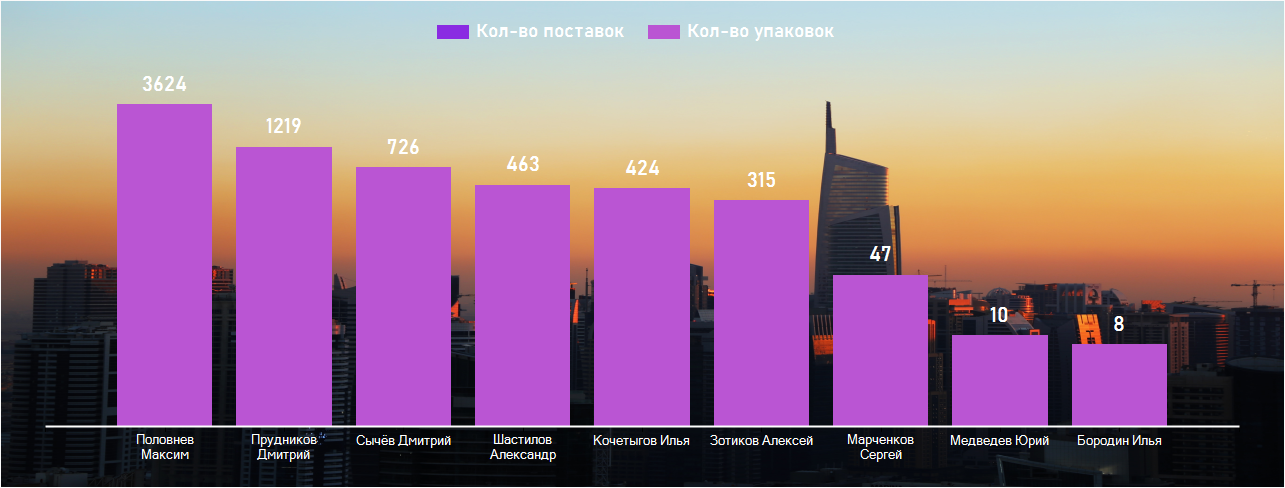 Кол-во поставок Кол-во упаковок
3624
1219
726
463
424
315
47
10
8
Половнев
Максим
Прудников
Дмитрий
Сычёв Дмитрий
Шастилов
Александр
Кочетыгов Илья
Зотиков Алексей
Марченков
Сергей
Медведев Юрий
Бородин Илья